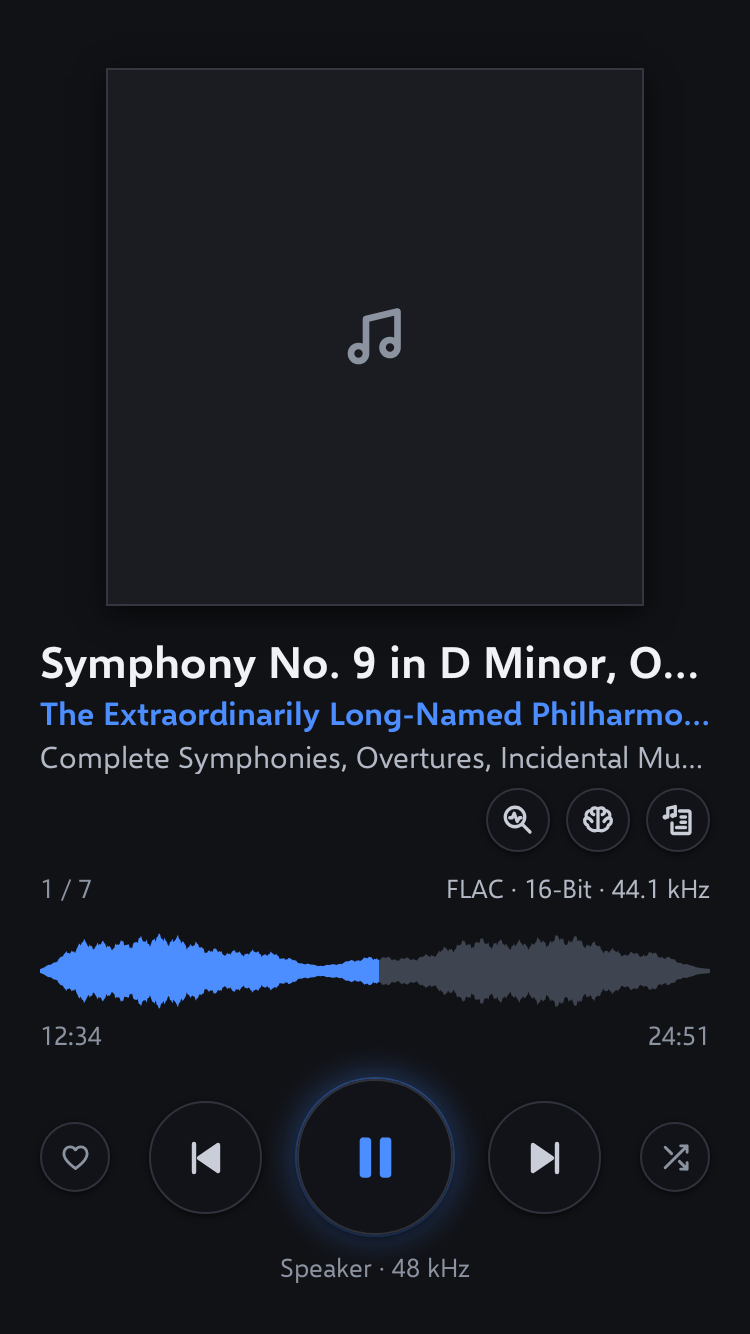 Symphony No. 9 in D Minor, O...
The Extraordinarily Long-Named Philharmo...
Complete Symphonies, Overtures, Incidental Mu...
1 / 7
FLAC · 16-Bit · 44.1 kHz
12:34
24:51
Speaker · 48 kHz